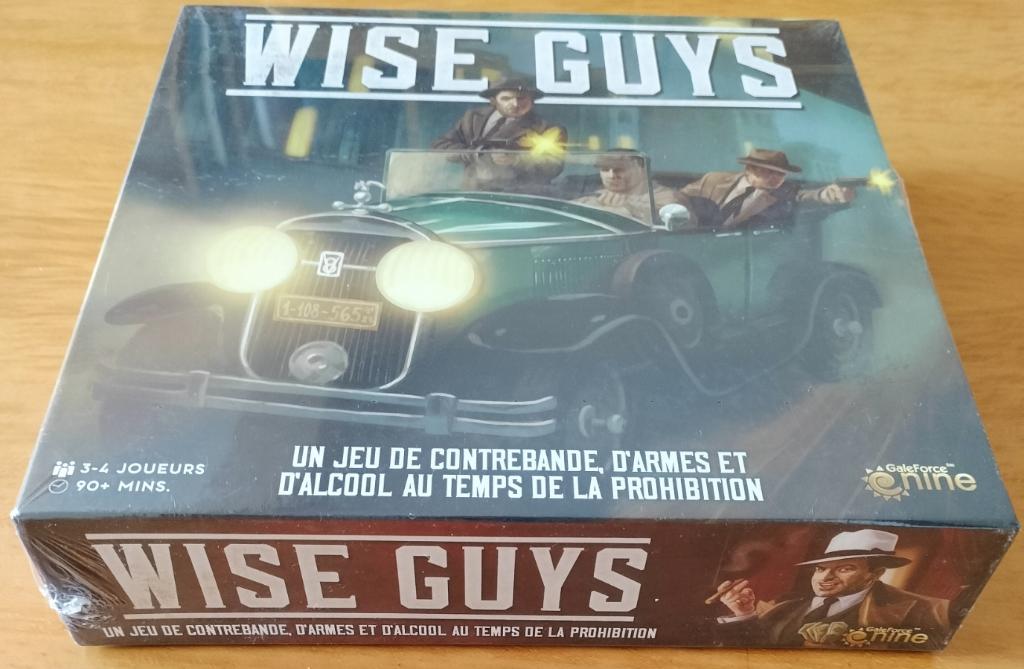 WISE GUYS
8
1-108-565
UN JEU DE CONTREBANDE, D'ARMES ET
D'ALCOOL AU TEMPS DE LA PROHIBITION
3-4 JOUEURS
90+ MINS.
GaleForce™
nine
WISE GUYS
UN JEU DE CONTREBANDE, D'ARMES ET D'ALCOOL AU TEMPS DE LA PROHIBITION
GaleForce
nine